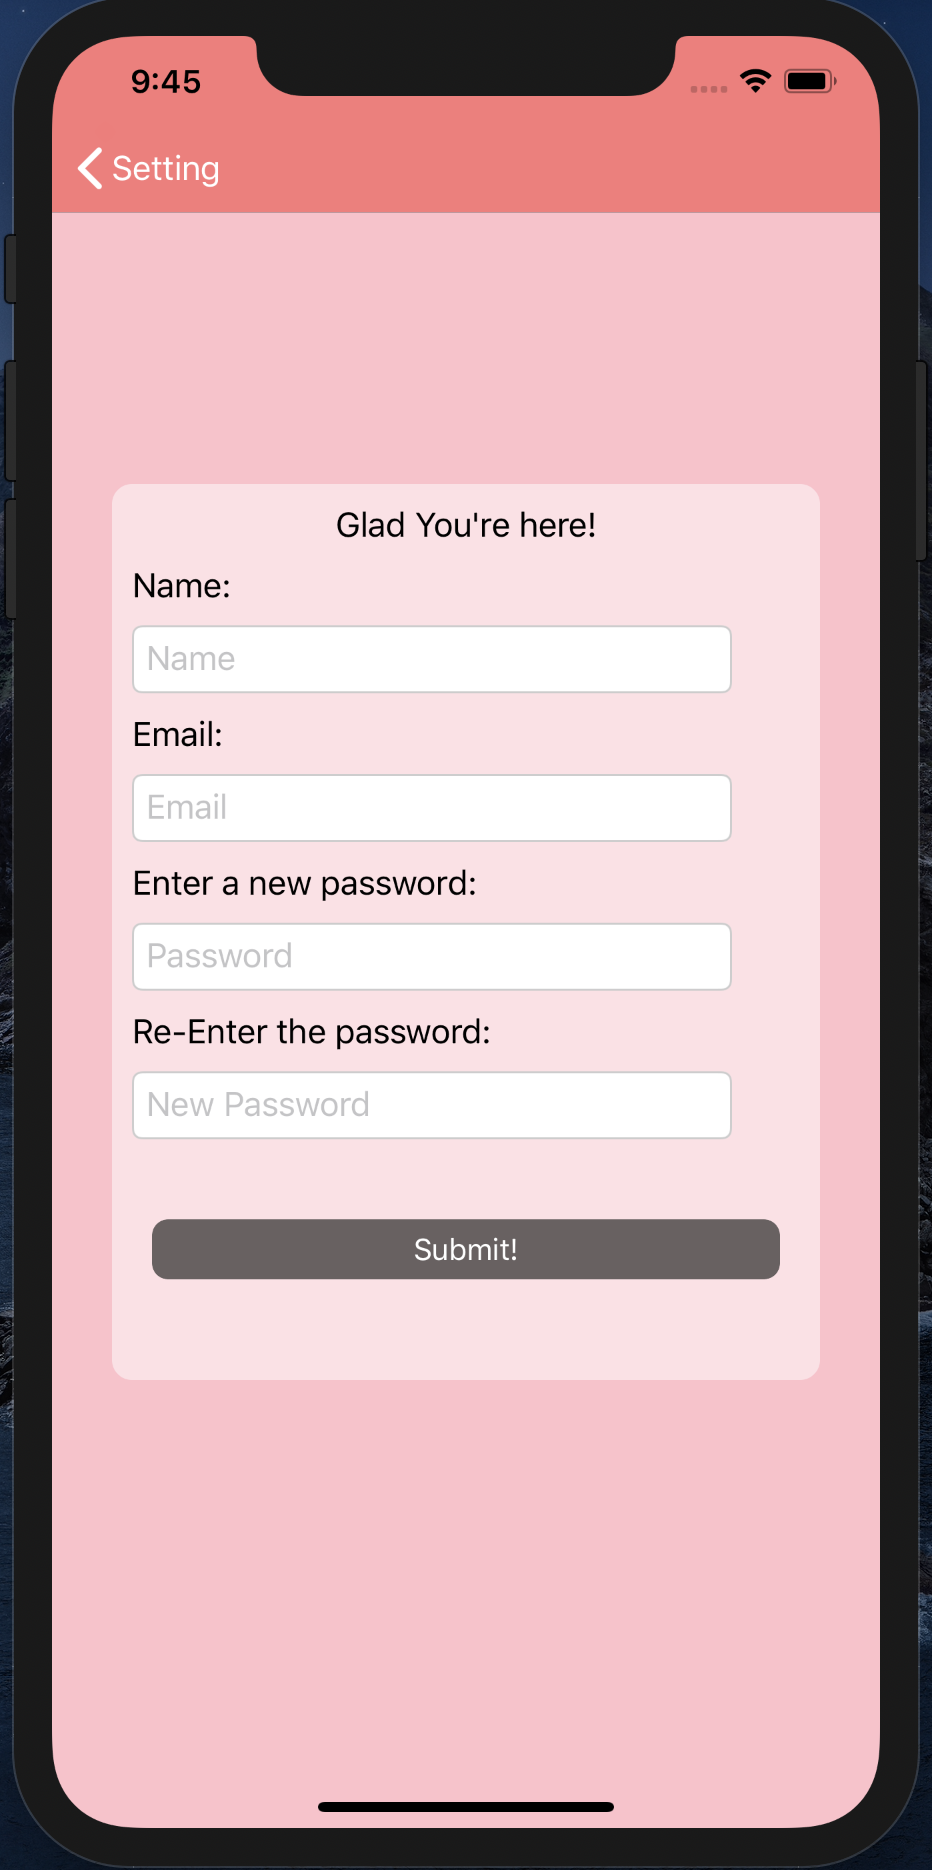 9:45
Setting
Glad You're here!
Name:
Name
Email:
Email
Enter a new password:
Password
Re-Enter the password:
New Password
Submit!